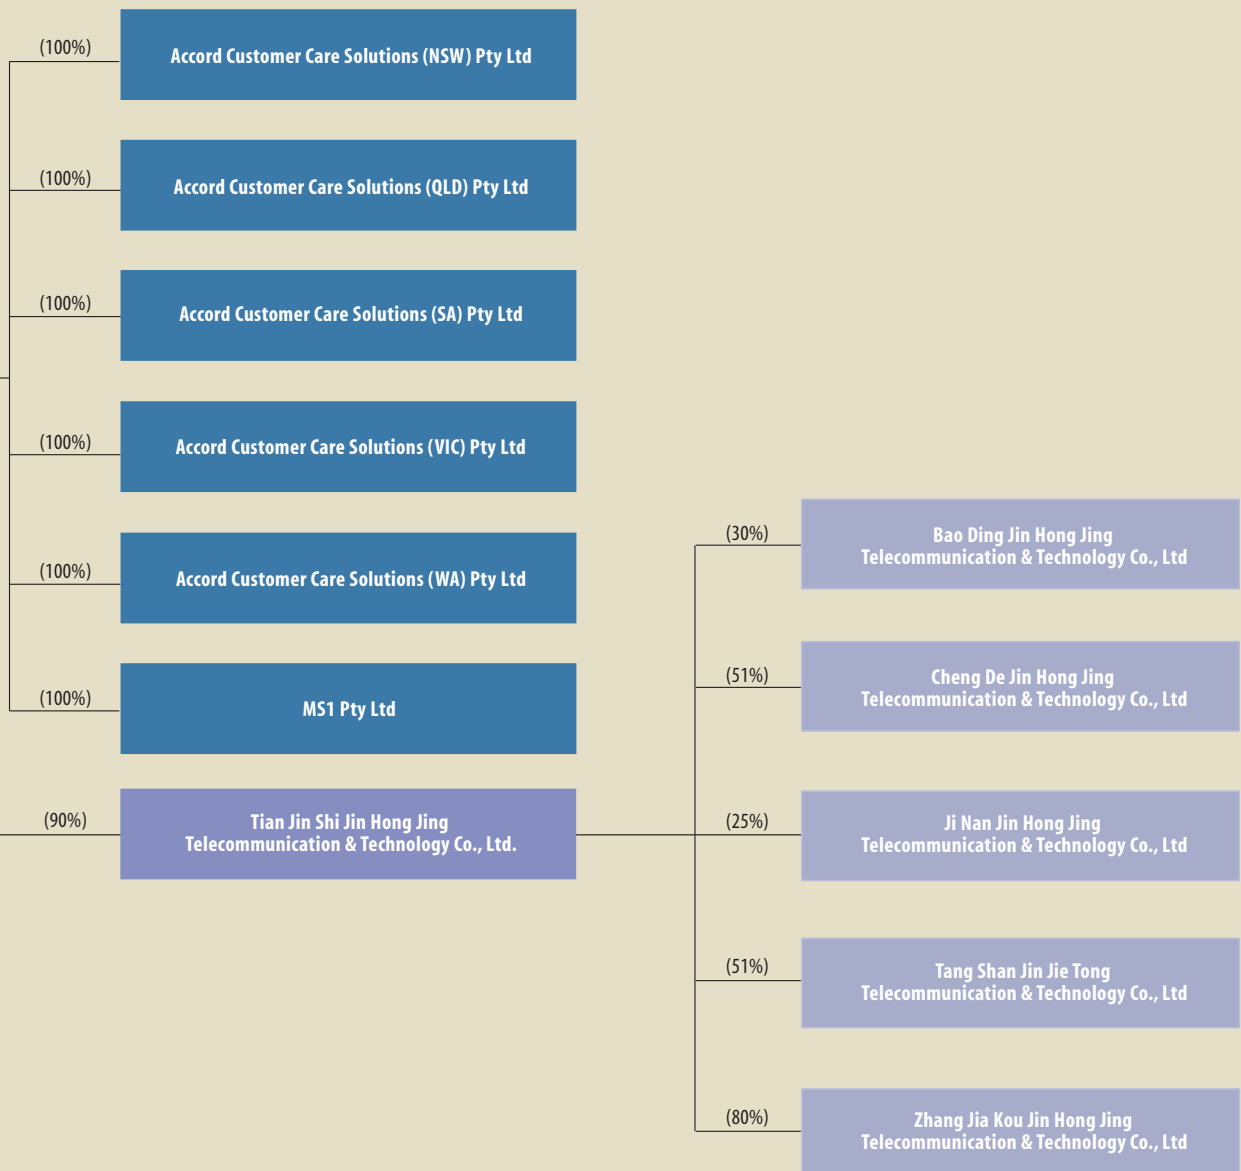 (100%)
Accord Customer Care Solutions (NSW) Pty Ltd
(100%)
Accord Customer Care Solutions (QLD) Pty Ltd
(100%)
Accord Customer Care Solutions (SA) Pty Ltd
(100%)
Accord Customer Care Solutions (VIC) Pty Ltd
(100%)
Accord Customer Care Solutions (WA) Pty Ltd
(100%)
MS1 Pty Ltd
(90%)
Tian Jin Shi Jin Hong Jing
Telecommunication & Technology Co., Ltd.
(30%)
Bao Ding Jin Hong Jing
Telecommunication & Technology Co., Ltd
(51%)
Cheng De Jin Hong Jing
Telecommunication & Technology Co., Ltd
(25%)
Ji Nan Jin Hong Jing
Telecommunication & Technology Co., Ltd
(51%)
Tang Shan Jin Jie Tong
Telecommunication & Technology Co., Ltd
(80%)
Zhang Jia Kou Jin Hong Jing
Telecommunication & Technology Co., Ltd